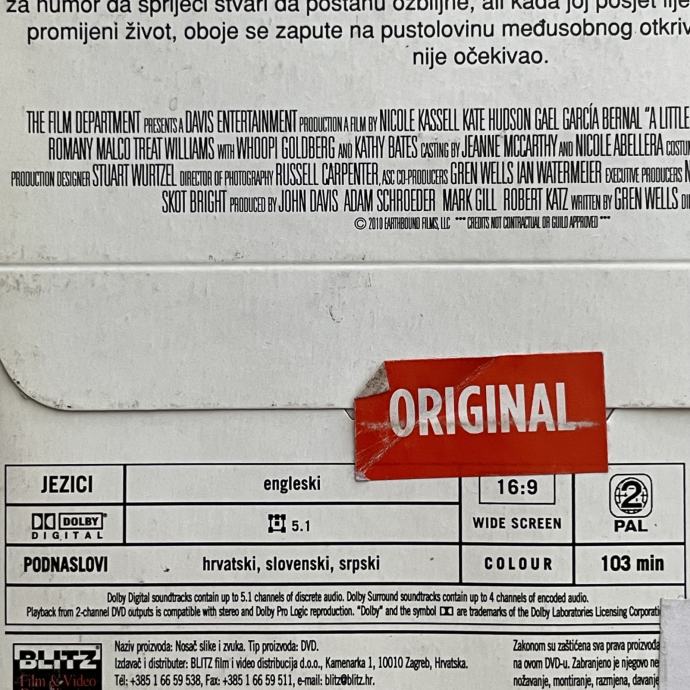 za humor da spriječi stvari da postanu ozbiljne, ali kada joj posjet
promijeni život, oboje se zapute na pustolovinu međusobnog
nije očekivao.
THE FILM DEPARTMENT PRESENTS A DAVIS ENTERTAINMENT PRODUCTION A FILM BY NICOLE KASSELL KATE HUDSON GAEL GARCÍA BERNAL "A LITTLE
ROMANY MALCO TREAT WILLIAMS WITH WHOOPI GOLDBERG AND KATHY BATES CASTING BY JEANNE MCCARTHY AND NICOLE ABELLERA
PRODUCTION DESIGNER STUART WURTZEL DIRECTOR OF PHOTOGRAPHY RUSSELL CARPENTER, ASC CO-PRODUCERS GREN WELLS IAN WATERMEIER EXECUTIVE PRODUCERS
SKOT BRIGHT PRODUCED BY JOHN DAVIS ADAM SCHROEDER MARK GILL ROBERT KATZ WRITTEN BY GREN WELLS
© 2010 EARTHBOUND FILMS, LLC *** CREDITS NOT CONTRACTUAL OR GUILD APPROVED ***
ORIGINAL
JEZICI engleski 16:9 2
DOLBY DIGITAL 5.1 WIDE SCREEN PAL
PODNASLOVI hrvatski, slovenski, srpski COLOUR 103 min
Dolby Digital soundtracks contain up to 5.1 channels of discrete audio. Dolby Surround soundtracks contain up to 4 channels of encoded audio.
Playback from 2-channel DVD outputs is compatible with stereo and Dolby Pro Logic reproduction. "Dolby" and the symbol are trademarks of the Dolby Laboratories Licensing
BLITZ
Film & Video
Naziv proizvoda: Nosač slike i zvuka. Tip proizvoda: DVD.
Izdavač i distributer: BLITZ film i video distribucija d.o.o., Kamenarka 1, 10020 Zagreb, Hrvatska.
Tel: +385 1 66 59 538, Fax: +385 1 66 59 511, e-mail: blitz@blitz.hr.
Zakonom su zaštićena sva prava
na ovom DVD-u. Zabranjeno je njegovo
nožavanje, montiranje, razmjena,